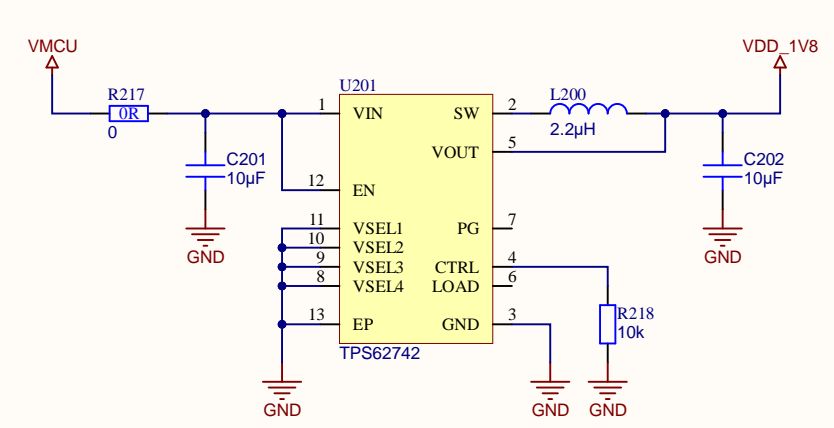 VMCU
VDD_1V8
R217
0R
0
U201
1
VIN
SW
2
L200
2.2µH
VOUT
5
C201
10µF
C202
10µF
12
EN
11
VSEL1
PG
7
10
VSEL2
9
VSEL3
CTRL
4
8
VSEL4
LOAD
6
GND
GND
13
EP
GND
3
R218
10k
TPS62742
GND
GND
GND